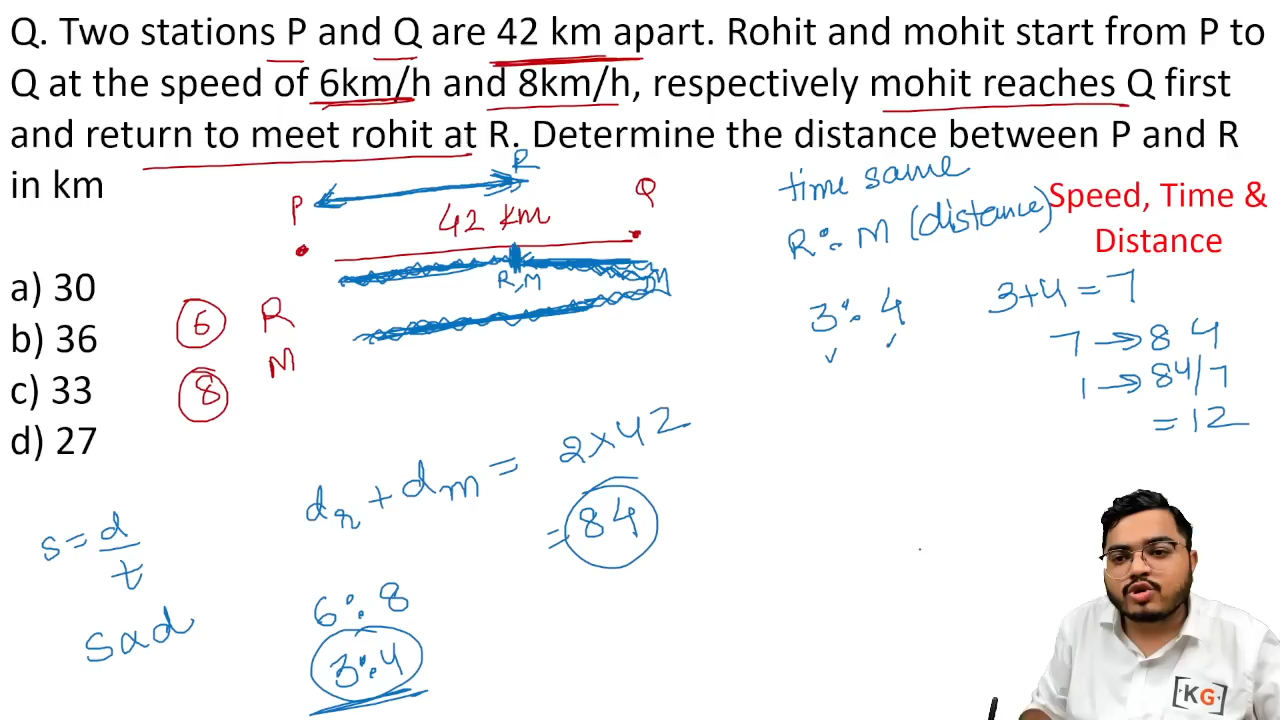 Q. Two stations P and Q are 42 km apart. Rohit and mohit start from P to
Q at the speed of 6km/h and 8km/h, respectively mohit reaches Q first
and return to meet rohit at R. Determine the distance between P and R
in km
R
P
Q
42 km
R,M
M
time same
R : M (distance)
3 : 4
Speed, Time &
Distance
3+4 = 7
7 → 84
1 → 84/7
= 12
a) 30
b) 36
c) 33
d) 27
6 R
8 M
dr + dm = 2×42
= 84
s = d/t
s∝d
6 : 8
3 : 4
KG